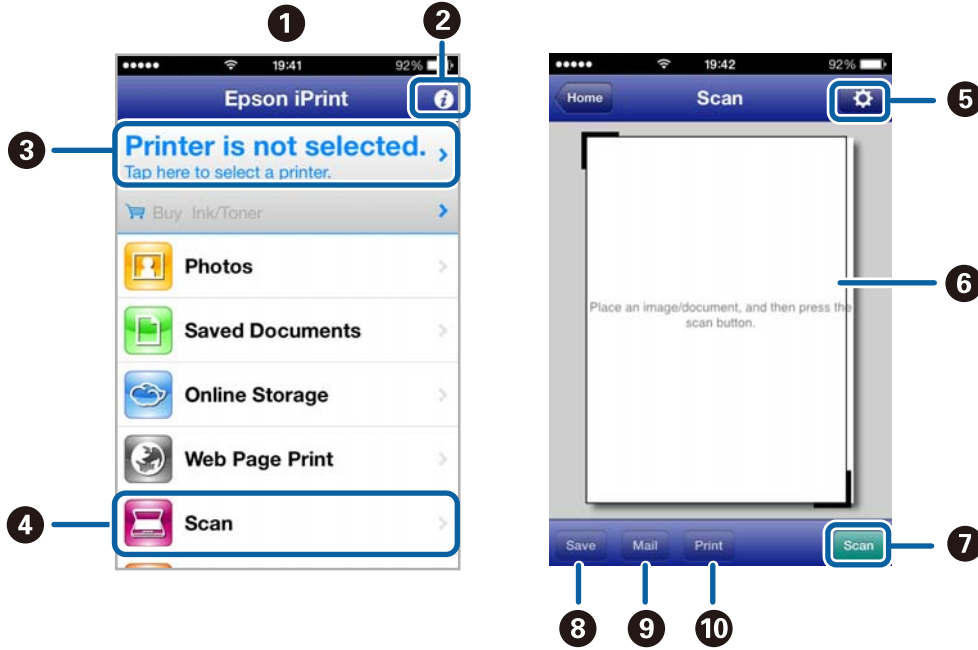 1
2
19:41
92%
Epson iPrint
i
3
Printer is not selected.
Tap here to select a printer.
Buy Ink/Toner
Photos
Saved Documents
Online Storage
Web Page Print
4
Scan
19:42
92%
Home
Scan
5
6
Place an image/document, and then press the
scan button.
Save
Mail
Print
Scan
7
8
9
10